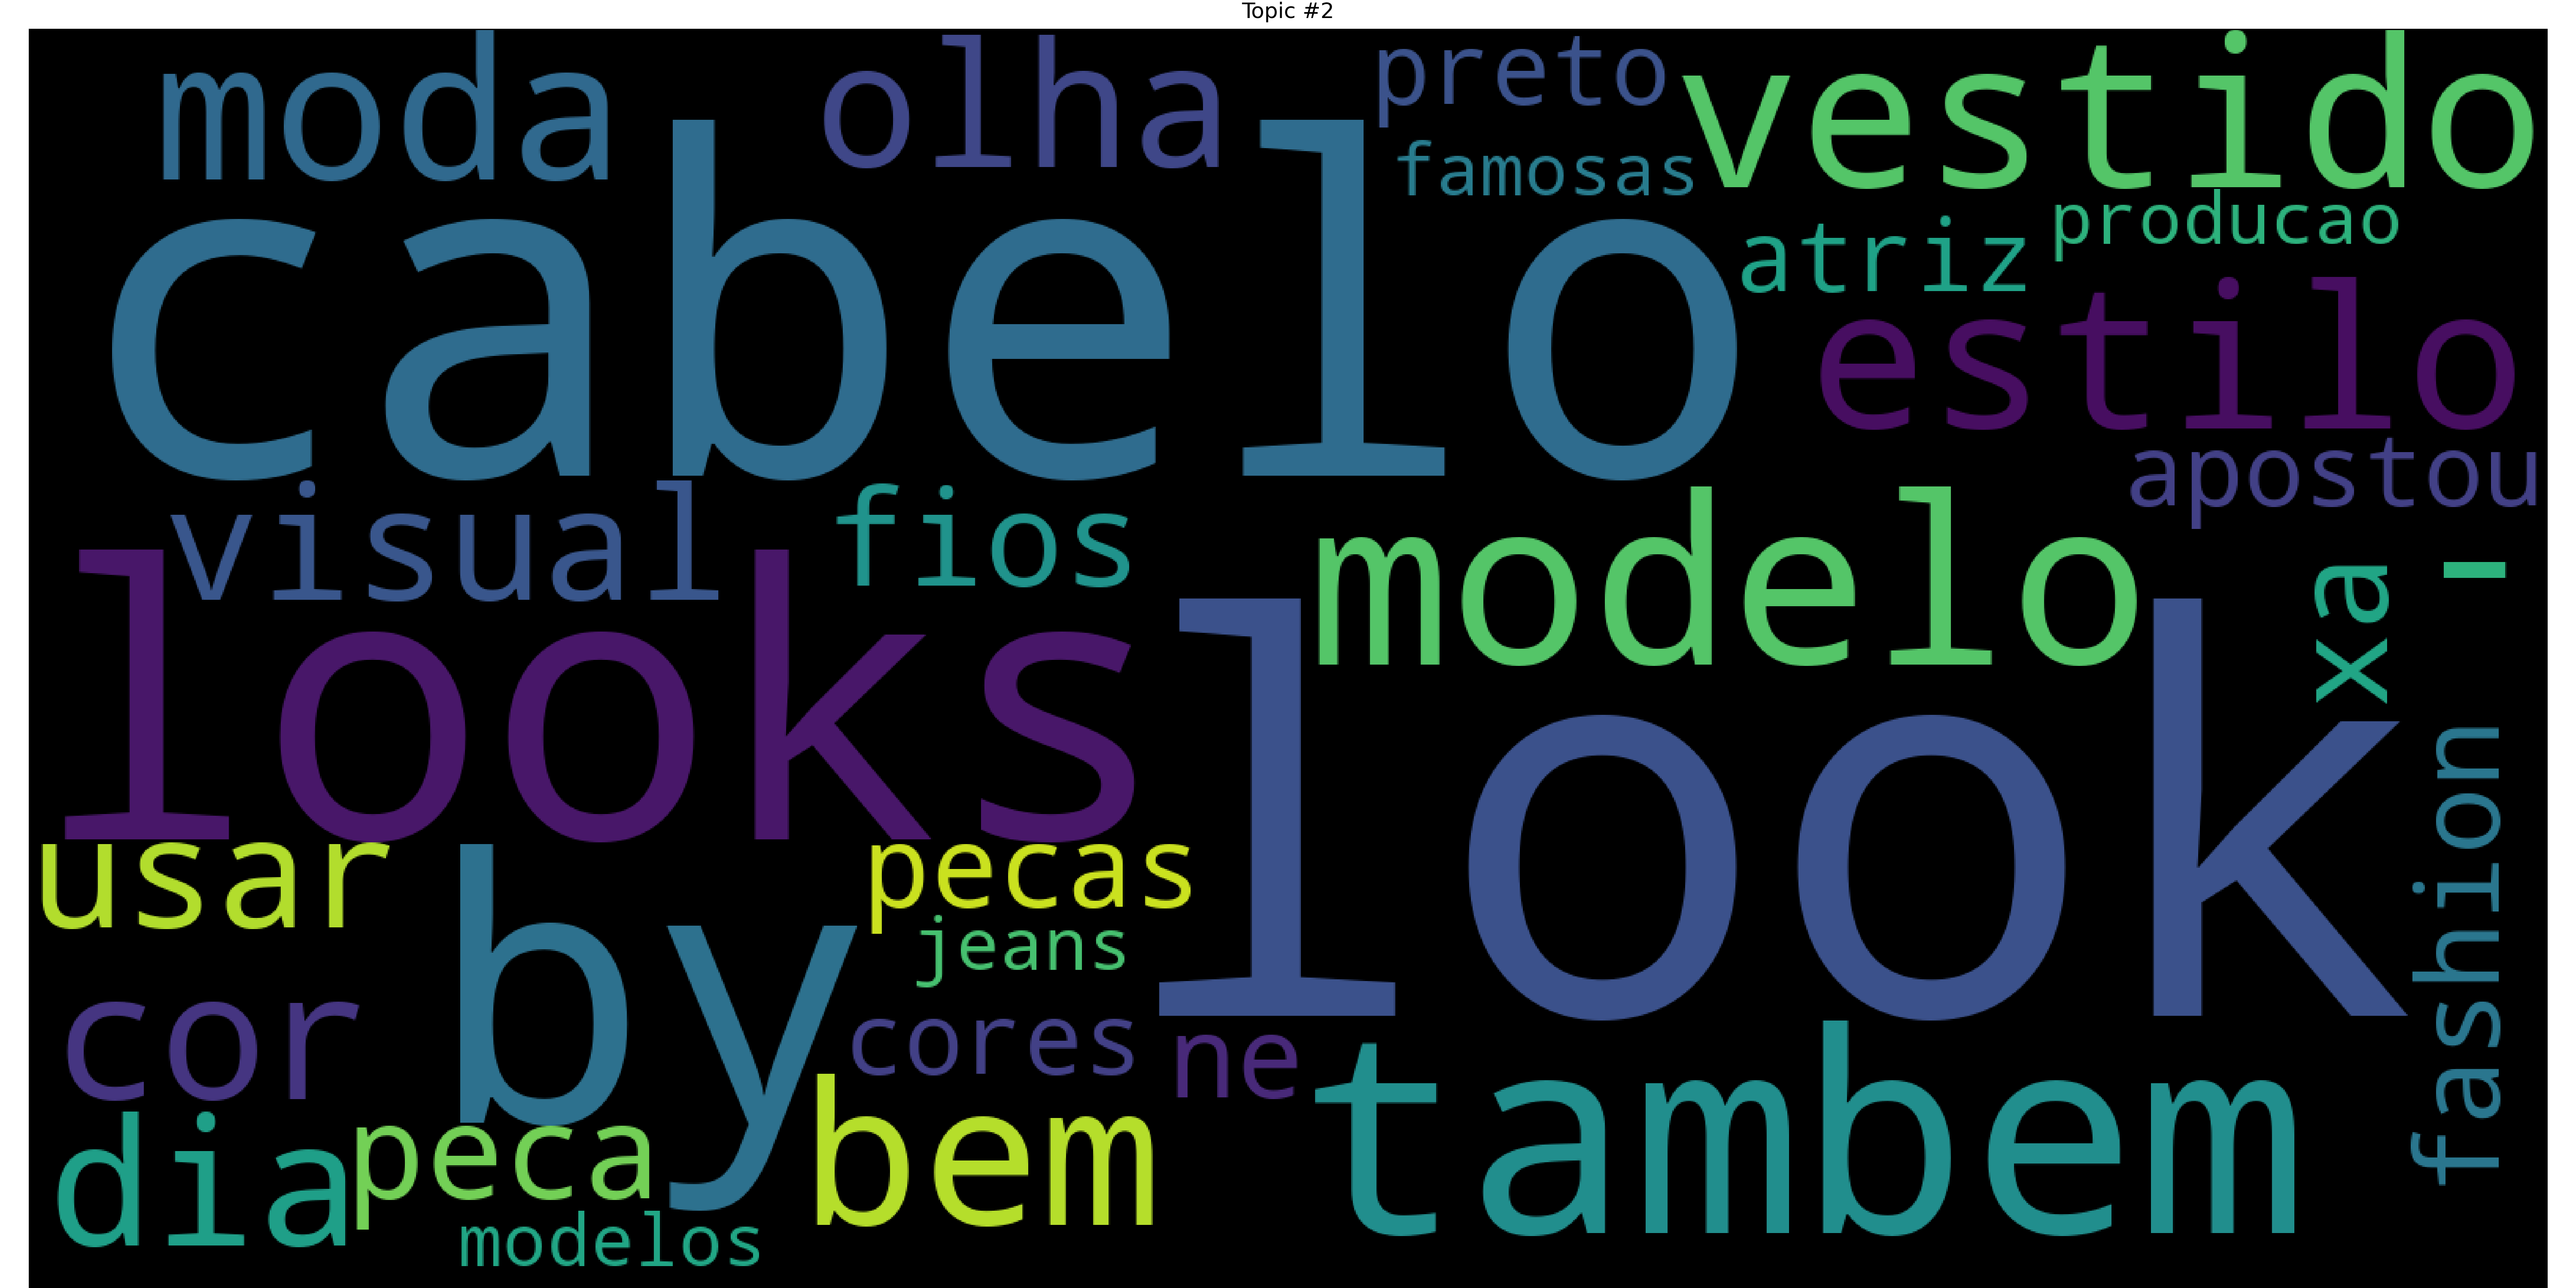 Topic #2
moda
olha
preto
vestido
famosas
producao
cabelo
atriz
estilo
apostou
visual
fios
modelo
xa
-
looks
look
fashion
usar
pecas
by
jeans
cor
cores
ne
tambem
dia
peca
bem
modelos